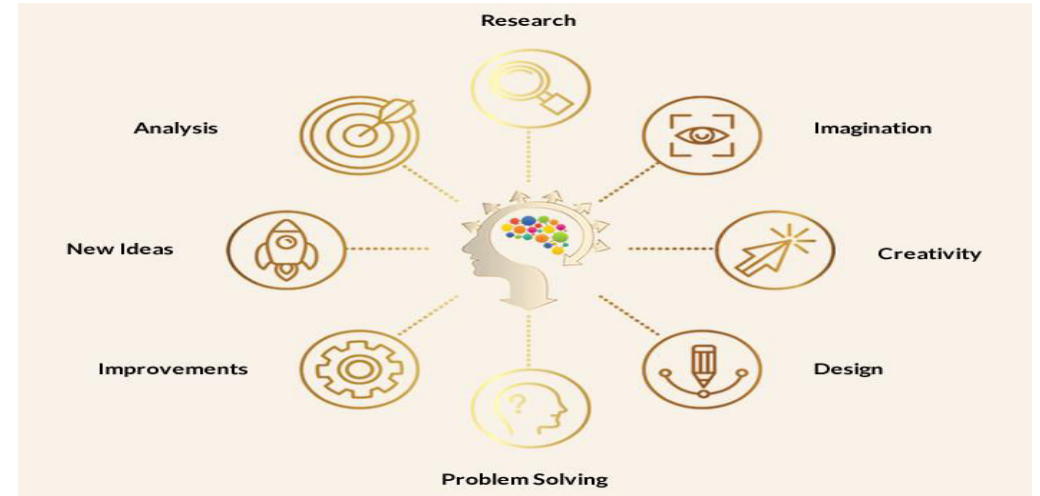 Research
Analysis
Imagination
New Ideas
Creativity
Improvements
Design
?
Problem Solving